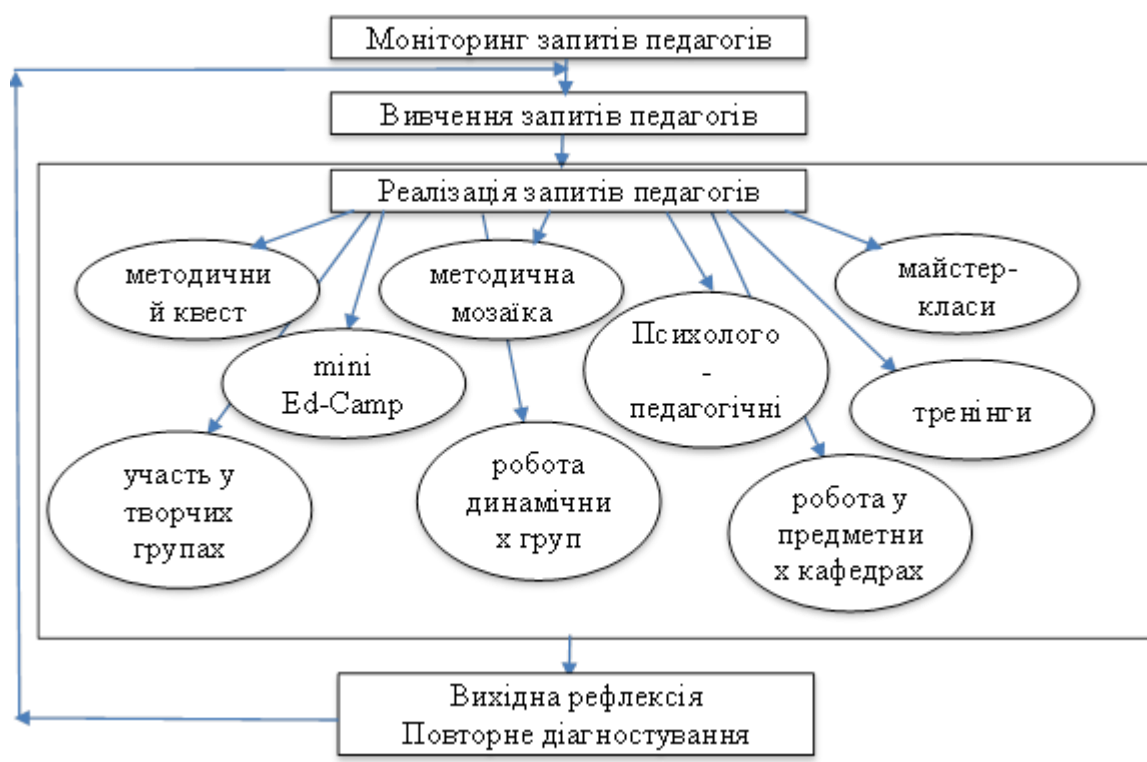 Моніторинг запитів педагогів
Вивчення запитів педагогів
Реалізація запитів педагогів
методични
й квест
методична
мозаїка
майстер-
класи
Психолого
-
педагогічні
mini
Ed-Camp
тренінги
участь у
творчих
групах
робота
динамічни
х груп
робота у
предметни
х кафедрах
Вихідна рефлексія
Повторне діагностування